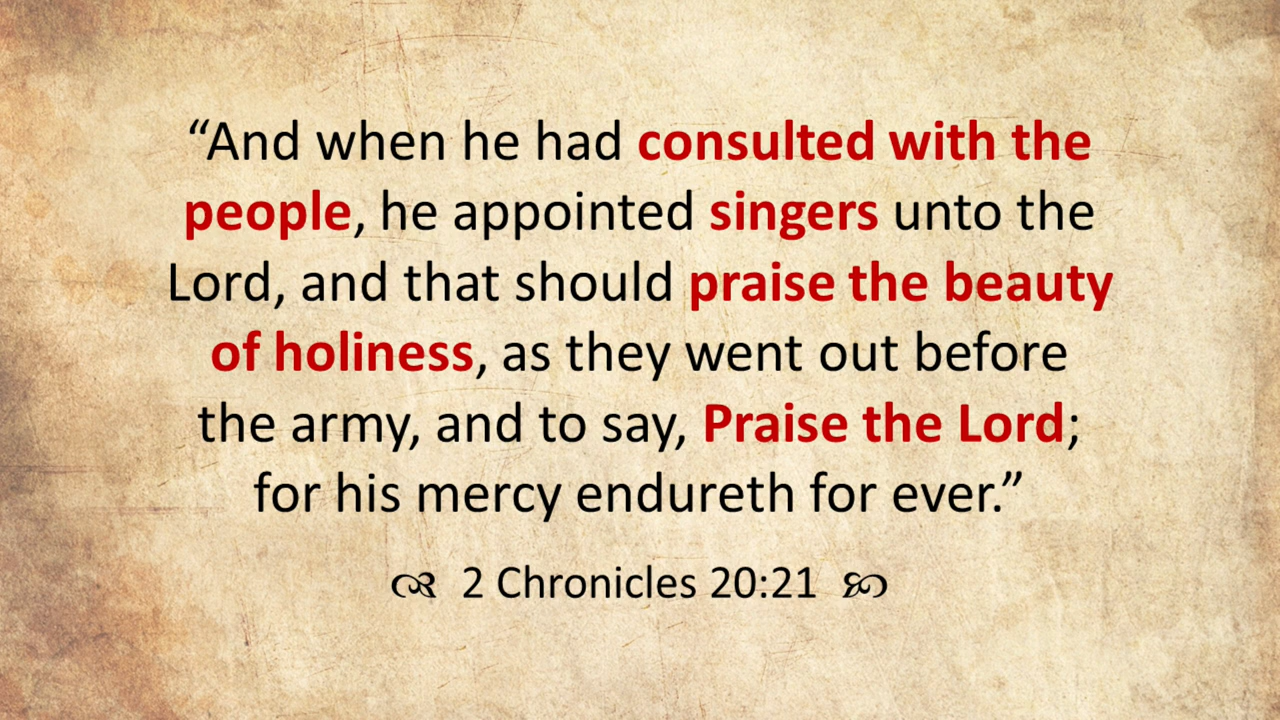 “And when he had consulted with the
people, he appointed singers unto the
Lord, and that should praise the beauty
of holiness, as they went out before
the army, and to say, Praise the Lord;
for his mercy endureth for ever.”
2 Chronicles 20:21